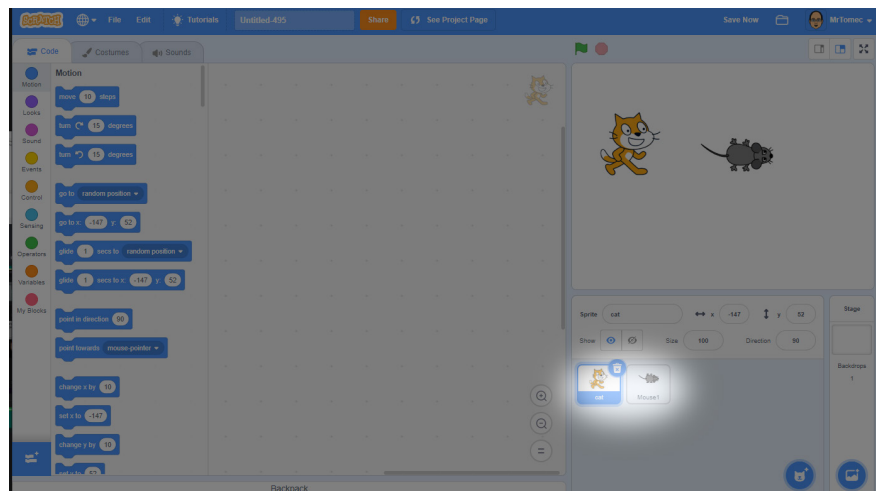 SCRATCH File Edit Tutorials Untitled-495 Share See Project Page Save Now MrTomec
Code Costumes Sounds
Motion
Looks
Sound
Events
Control
Sensing
Operators
Variables
My Blocks
Motion
move 10 steps
turn 15 degrees
turn 15 degrees
go to random position
go to x: -147 y: 52
glide 1 secs to random position
glide 1 secs to x: -147 y: 52
point in direction 90
point towards mouse-pointer
change x by 10
set x to -147
change y by 10
set y to 52
Backpack
Sprite cat x -147 y 52
Show Size 100 Direction 90
cat Mouse1
Stage
Backdrops
1